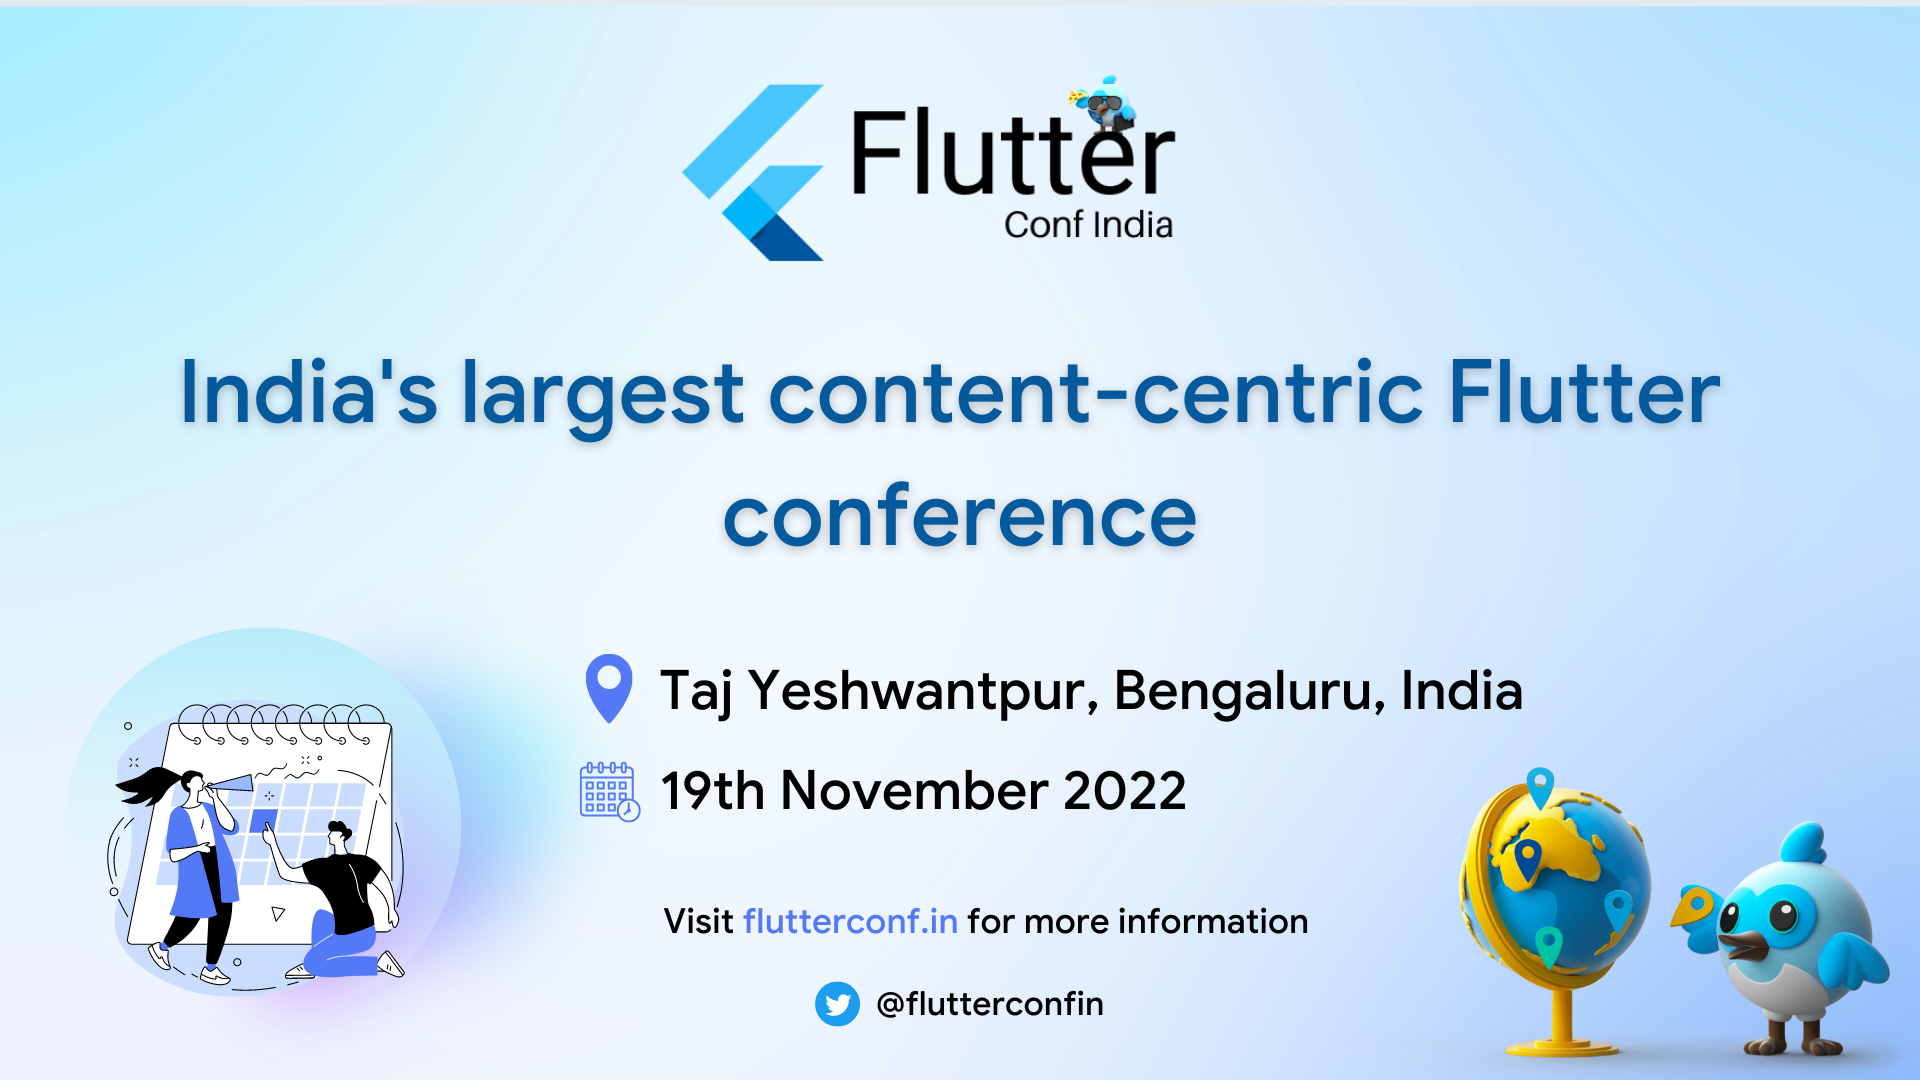 Flutter
Conf India
India's largest content-centric Flutter
conference
Taj Yeshwantpur, Bengaluru, India
19th November 2022
Visit flutterconf.in for more information
@flutterconfin